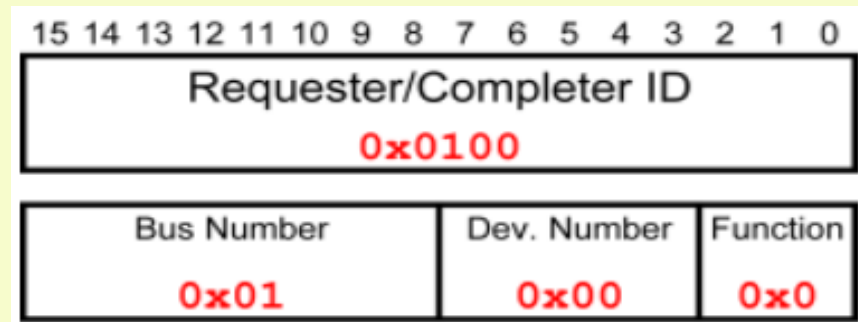 15 14 13 12 11 10 9 8 7 6 5 4 3 2 1 0
Requester/Completer ID
0x0100
Bus Number Dev. Number Function
0x01 0x00 0x0